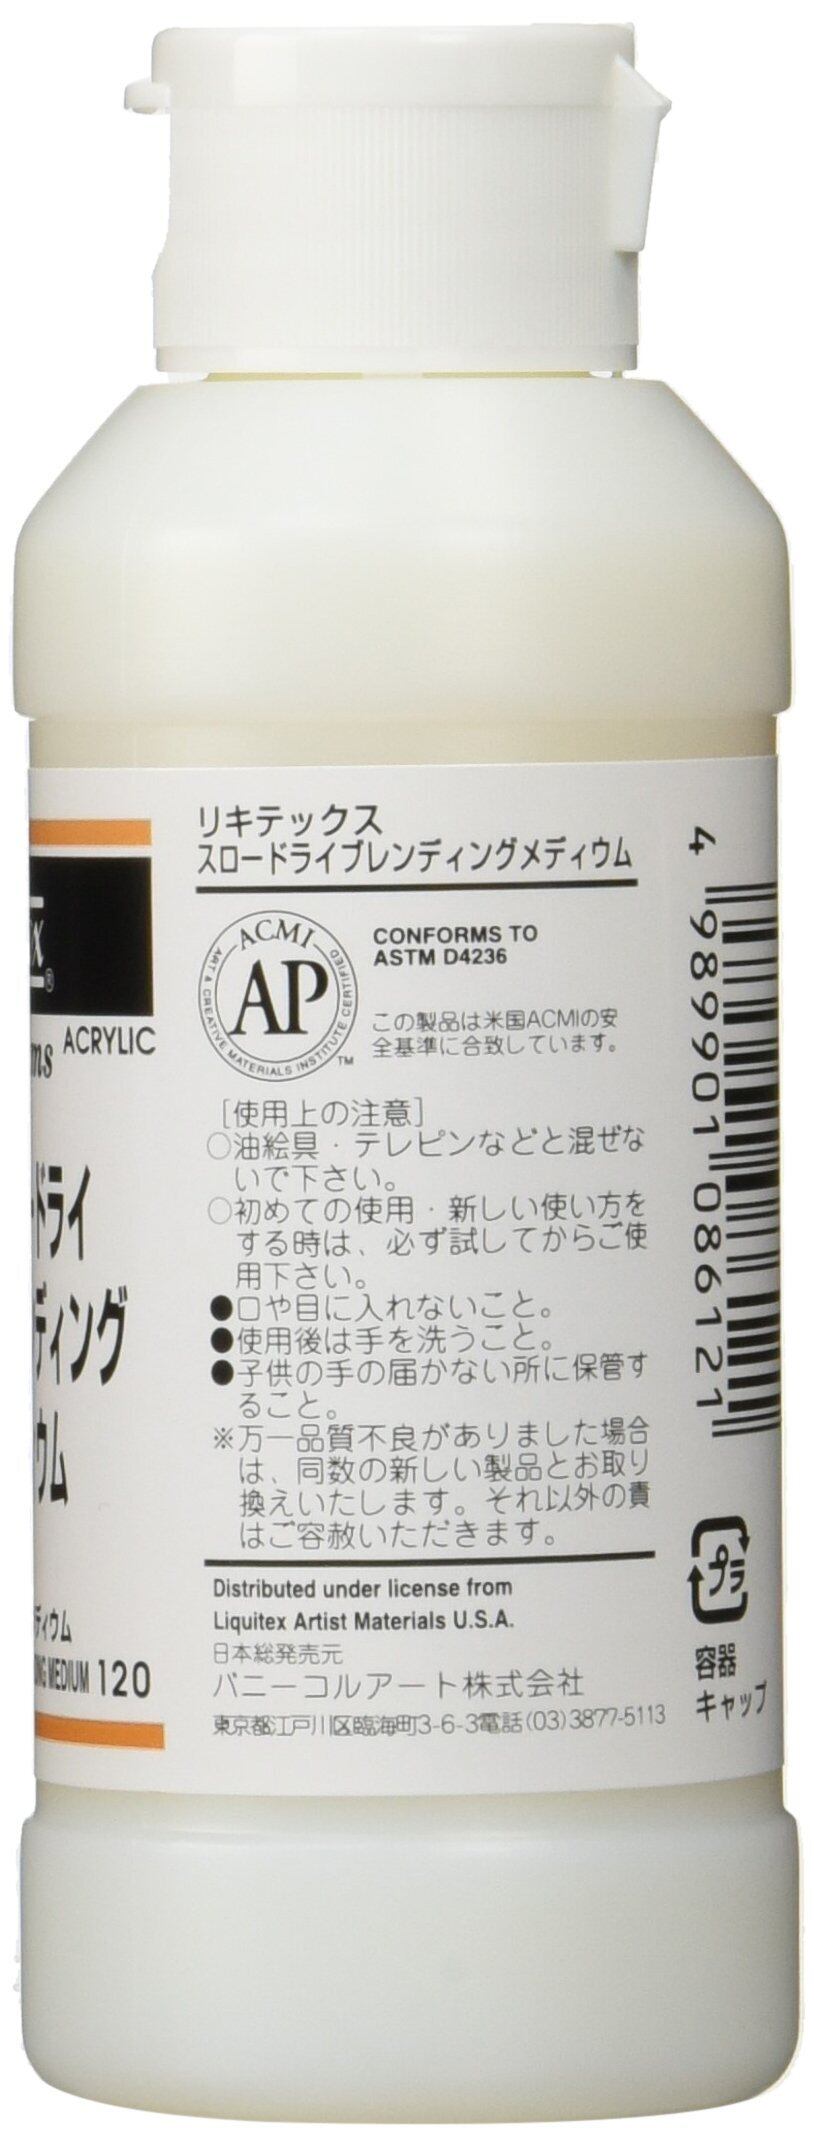 リキテックス
スロードライブレンディングメディウム
ACMI
AP
ART & CREATIVE MATERIALS INSTITUTE CERTIFIED
TM
CONFORMS TO
ASTM D4236
この製品は米国ACMIの安
全基準に合致しています。
[使用上の注意]
○油絵具・テレピンなどと混ぜな
いで下さい。
○初めての使用・新しい使い方を
する時は、必ず試してからご使
用下さい。
●口や目に入れないこと。
●使用後は手を洗うこと。
●子供の手の届かない所に保管す
ること。
※万一品質不良がありました場合
は、同数の新しい製品とお取り
換えいたします。それ以外の責
はご容赦いただきます。
Distributed under license from
Liquitex Artist Materials U.S.A.
日本総発売元
バニーコルアート株式会社
東京都江戸川区臨海町3-6-3電話(03)3877-5113
x®
ms ACRYLIC
ドライ
ディング
ウム
ディウム
MEDIUM 120
4 989901 086121
プラ
容器
キャップ